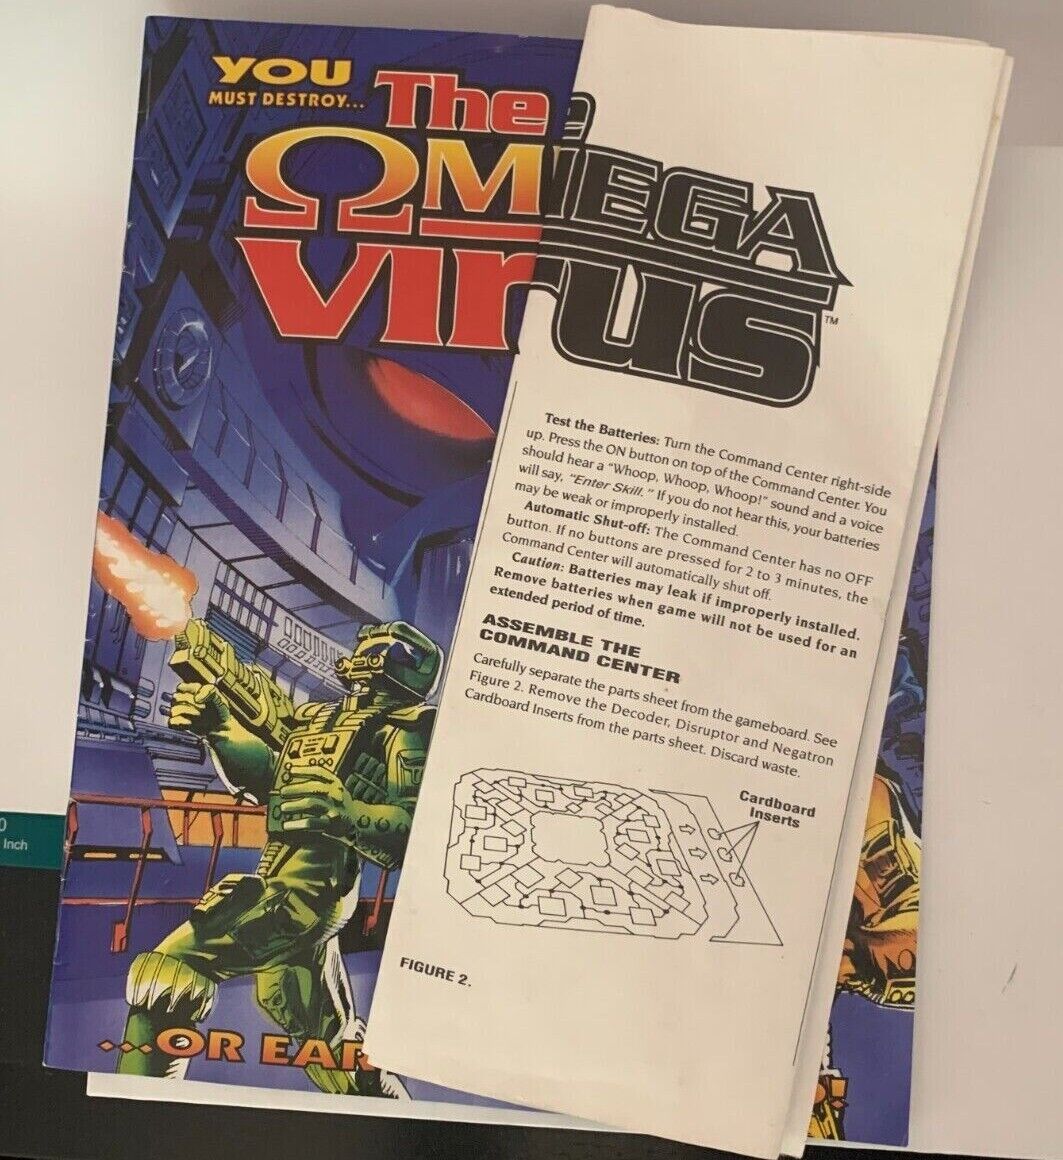 YOU
MUST DESTROY...
The
ΩMEGA
VIrus
TM
Test the Batteries: Turn the Command Center right-side
up. Press the ON button on top of the Command Center. You
should hear a "Whoop, Whoop, Whoop!" sound and a voice
will say, "Enter Skill." If you do not hear this, your batteries
may be weak or improperly installed.
Automatic Shut-off: The Command Center has no OFF
button. If no buttons are pressed for 2 to 3 minutes, the
Command Center will automatically shut off.
Caution: Batteries may leak if improperly installed.
Remove batteries when game will not be used for an
extended period of time.
ASSEMBLE THE
COMMAND CENTER
Carefully separate the parts sheet from the gameboard. See
Figure 2. Remove the Decoder, Disruptor and Negatron
Cardboard Inserts from the parts sheet. Discard waste.
Cardboard
Inserts
FIGURE 2.
0
Inch
...OR EAR